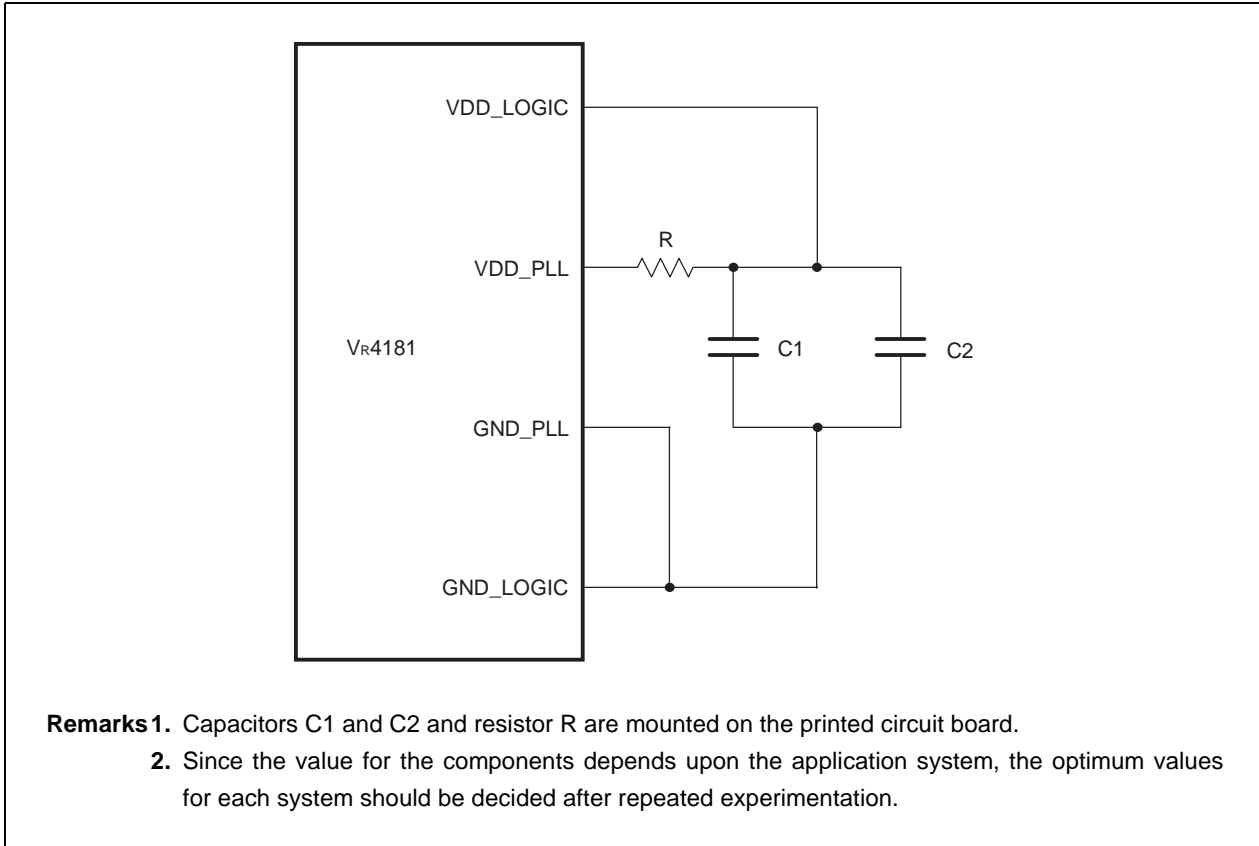 VDD_LOGIC
R
VDD_PLL
VR4181
C1
C2
GND_PLL
GND_LOGIC
Remarks 1. Capacitors C1 and C2 and resistor R are mounted on the printed circuit board.
2. Since the value for the components depends upon the application system, the optimum values
for each system should be decided after repeated experimentation.